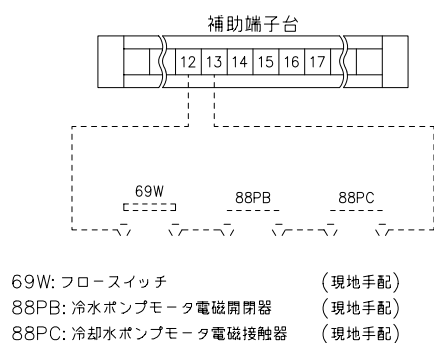 補助端子台
12 13 14 15 16 17
69W 88PB 88PC
69W: フロースイッチ (現地手配)
88PB: 冷水ポンプモータ電磁開閉器 (現地手配)
88PC: 冷却水ポンプモータ電磁接触器 (現地手配)